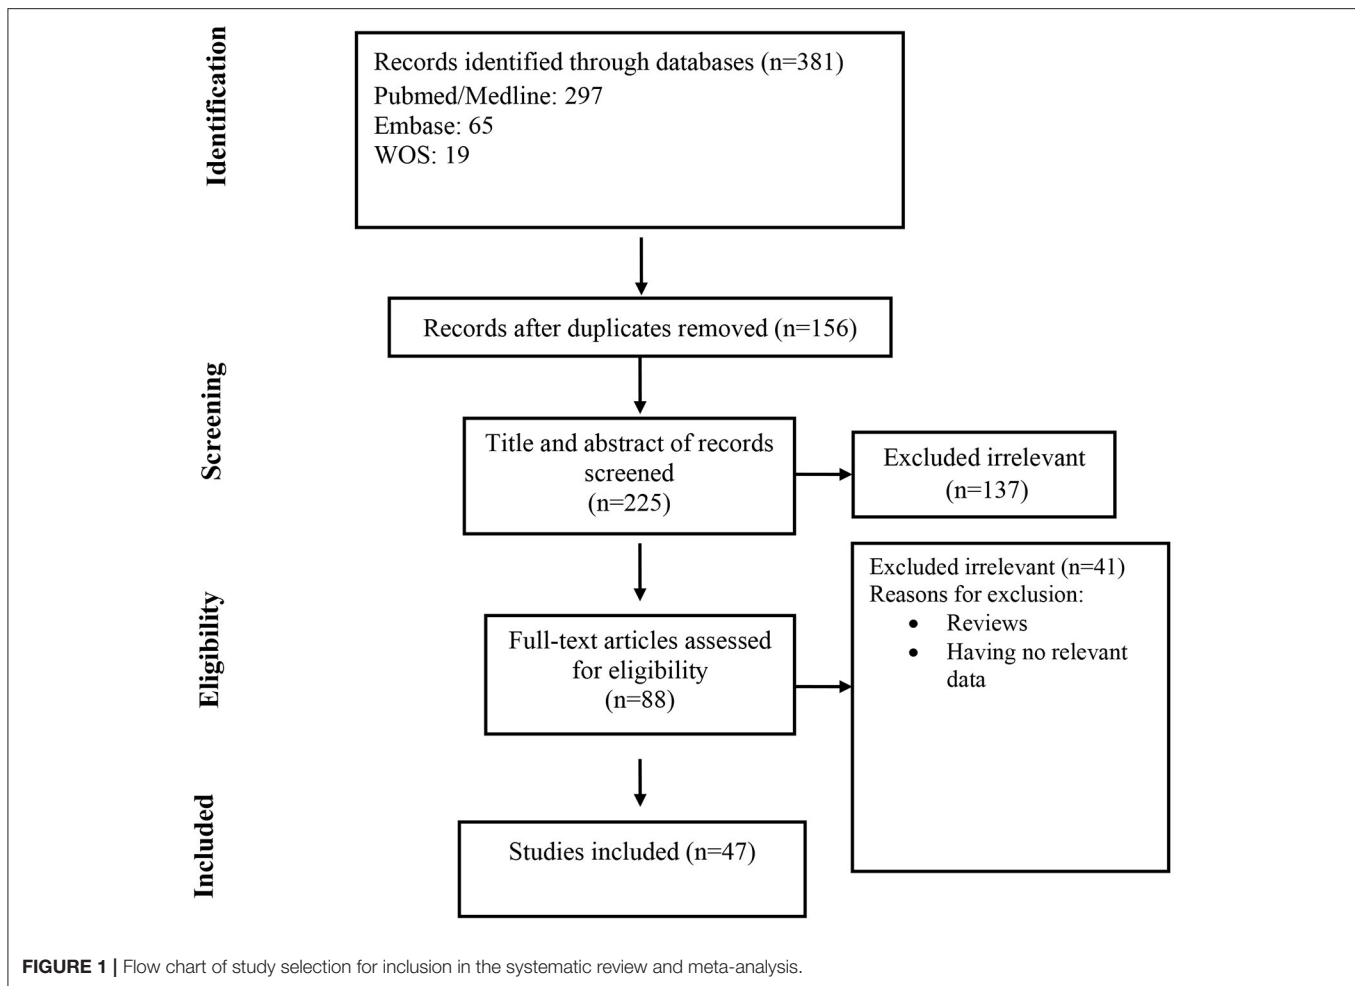 Identification
Records identified through databases (n=381)
Pubmed/Medline: 297
Embase: 65
WOS: 19
Records after duplicates removed (n=156)
Screening
Title and abstract of records
screened
(n=225)
Excluded irrelevant
(n=137)
Eligibility
Full-text articles assessed
for eligibility
(n=88)
Excluded irrelevant (n=41)
Reasons for exclusion:
• Reviews
• Having no relevant
data
Included
Studies included (n=47)
FIGURE 1 | Flow chart of study selection for inclusion in the systematic review and meta-analysis.